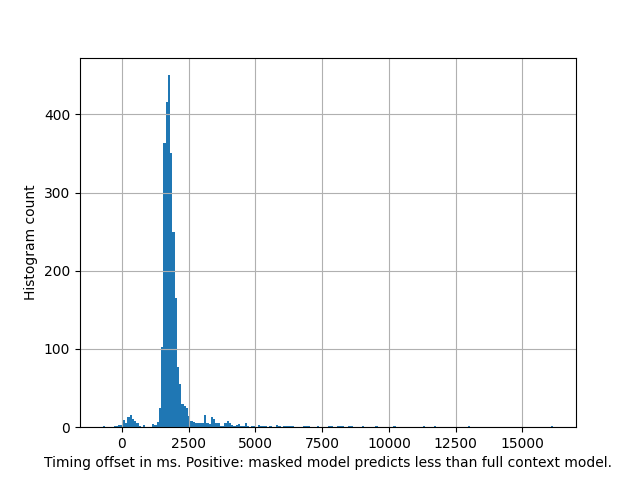 Histogram count
400
300
200
100
0
0 2500 5000 7500 10000 12500 15000
Timing offset in ms. Positive: masked model predicts less than full context model.